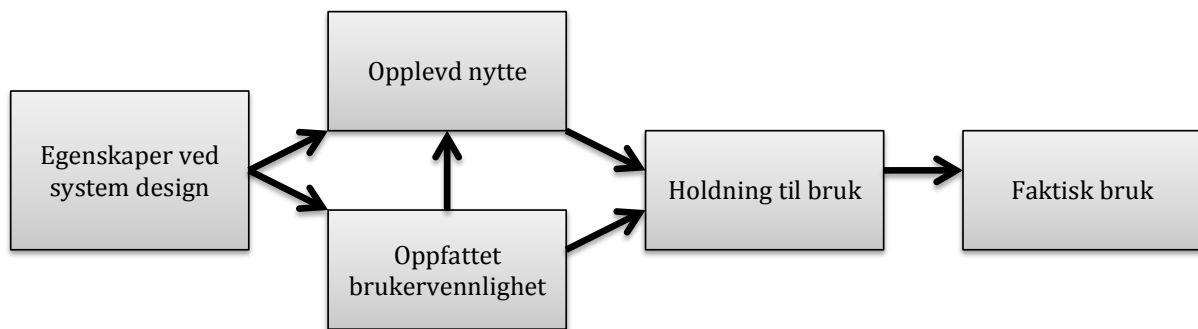 Egenskaper ved
system design
Opplevd nytte
Oppfattet
brukervennlighet
Holdning til bruk
Faktisk bruk